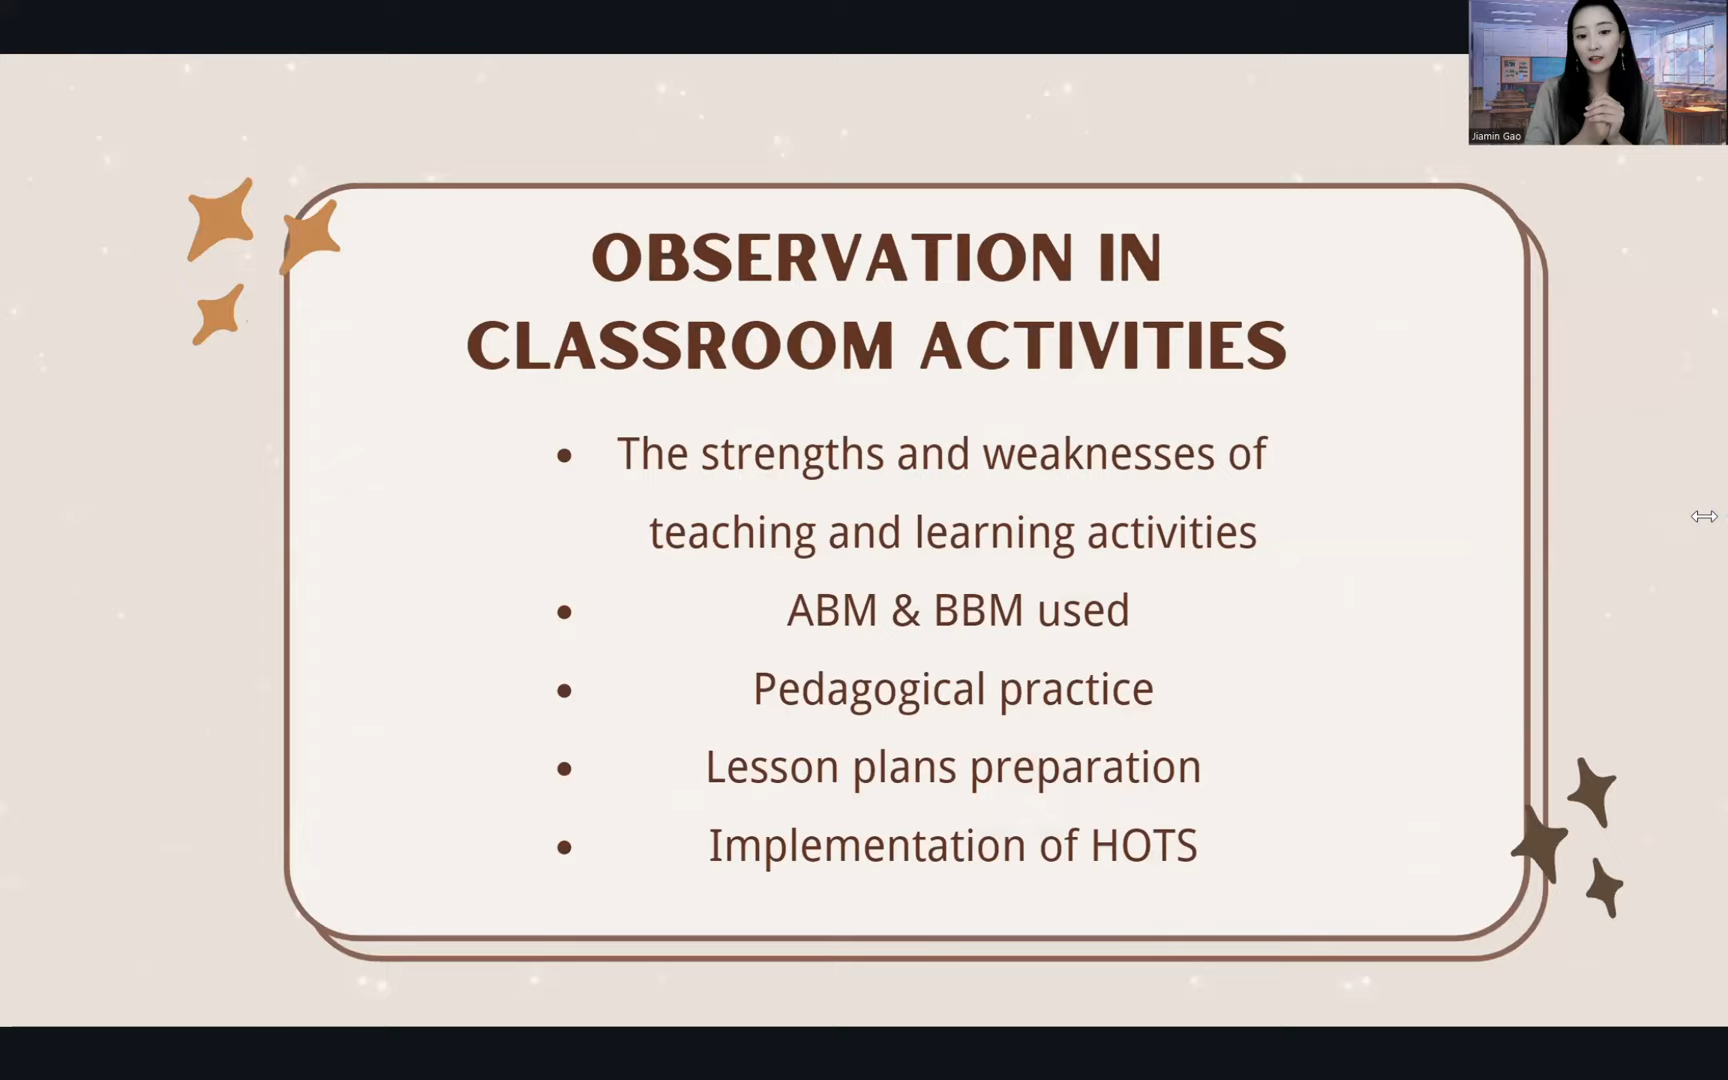 Jiamin Gao
OBSERVATION IN
CLASSROOM ACTIVITIES
• The strengths and weaknesses of
teaching and learning activities
• ABM & BBM used
• Pedagogical practice
• Lesson plans preparation
• Implementation of HOTS